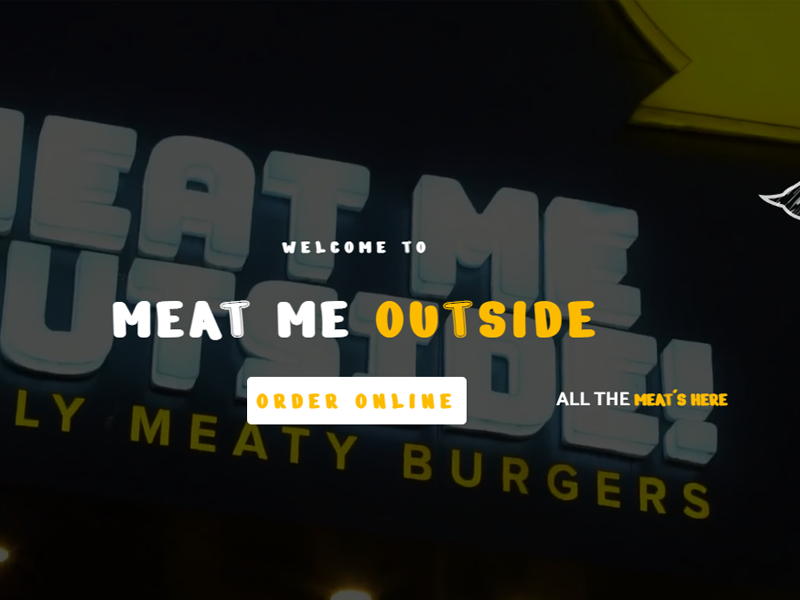 EAT ME
WELCOME TO
MEAT ME OUTSIDE
UTSIDE!
ORDER ONLINE
ALL THE MEAT'S HERE
LY MEATY BURGERS